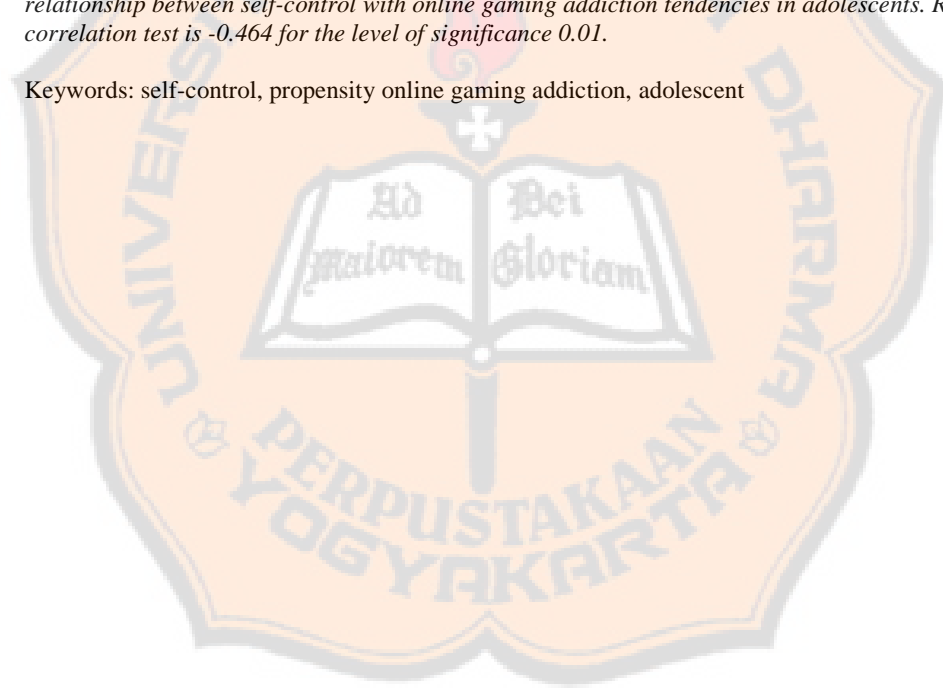 relationship between self-control with online gaming addiction tendencies in adolescents.
correlation test is -0.464 for the level of significance 0.01.
Keywords: self-control, propensity online gaming addiction, adolescent
UNIVERSI
DHARMA
Ad Dei
Maiorem Gloriam
PERPUSTAKAAN
YOGYAKARTA